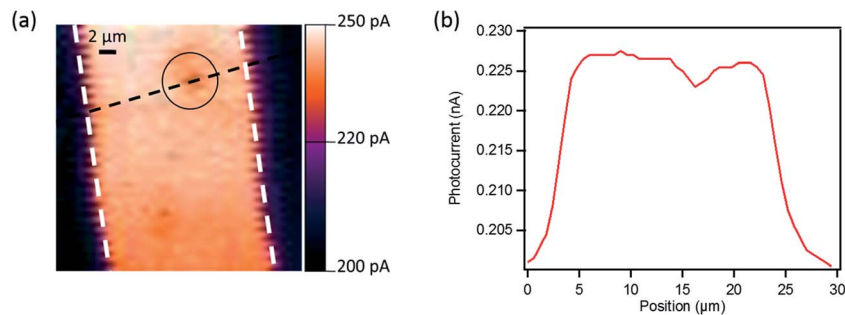 (a)
2 μm
250 pA
220 pA
200 pA
(b)
0.230
0.225
0.220
0.215
0.210
0.205
Photocurrent (nA)
0 5 10 15 20 25 30
Position (μm)